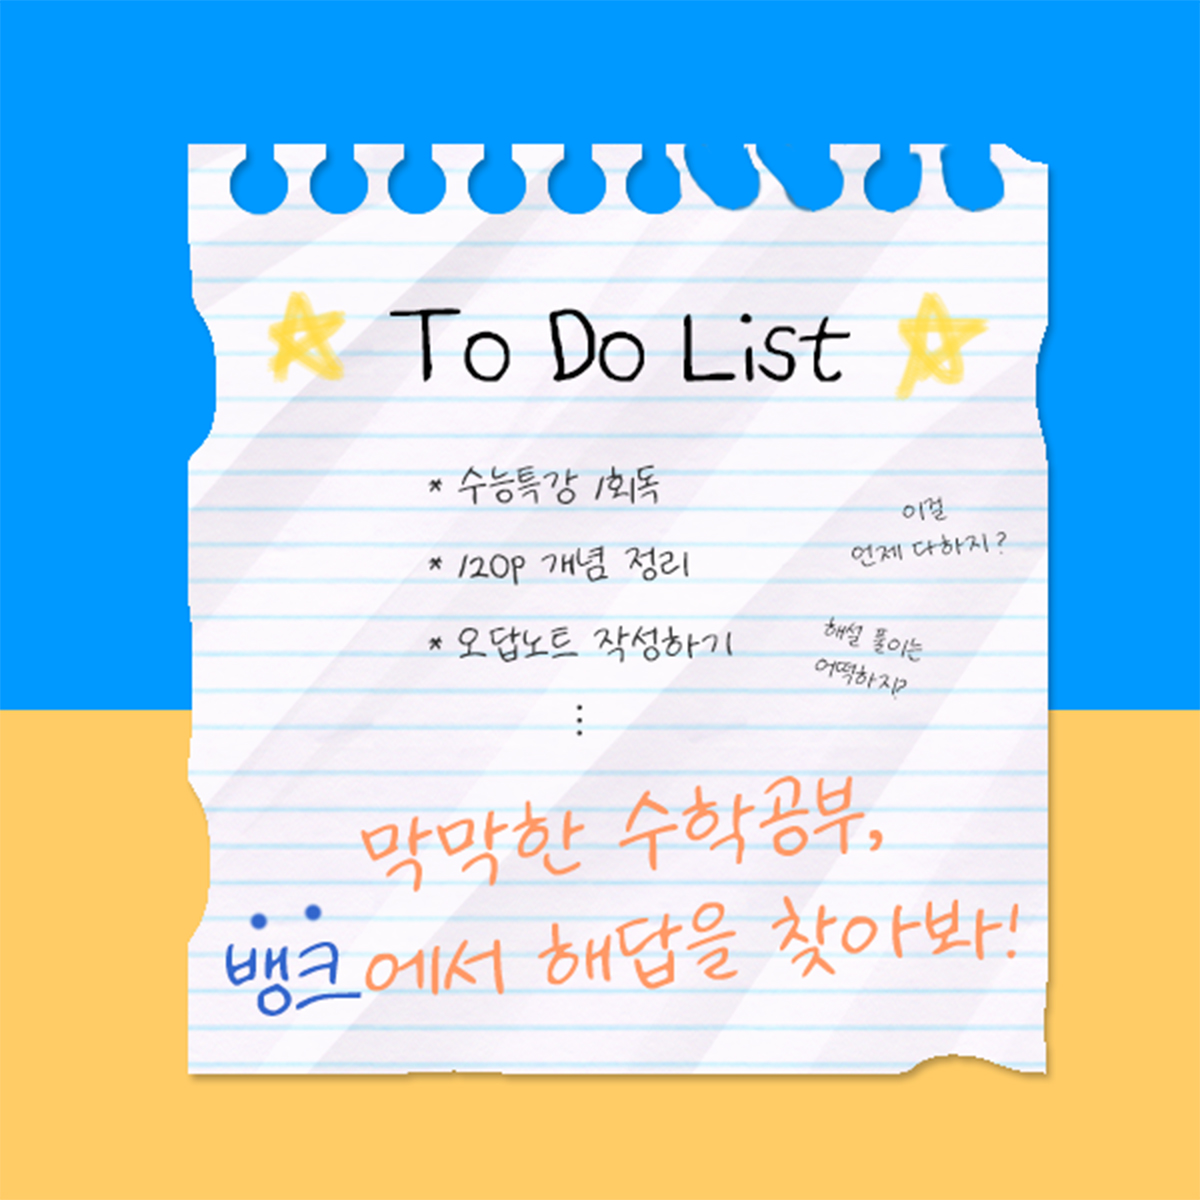 To Do List
* 수능특강 1회독
이걸
언제 다하지?
* 120p 개념 정리
* 오답노트 작성하기
해설 풀이는
어떡하지?
⋮
막막한 수학공부,
뱅크에서 해답을 찾아봐!